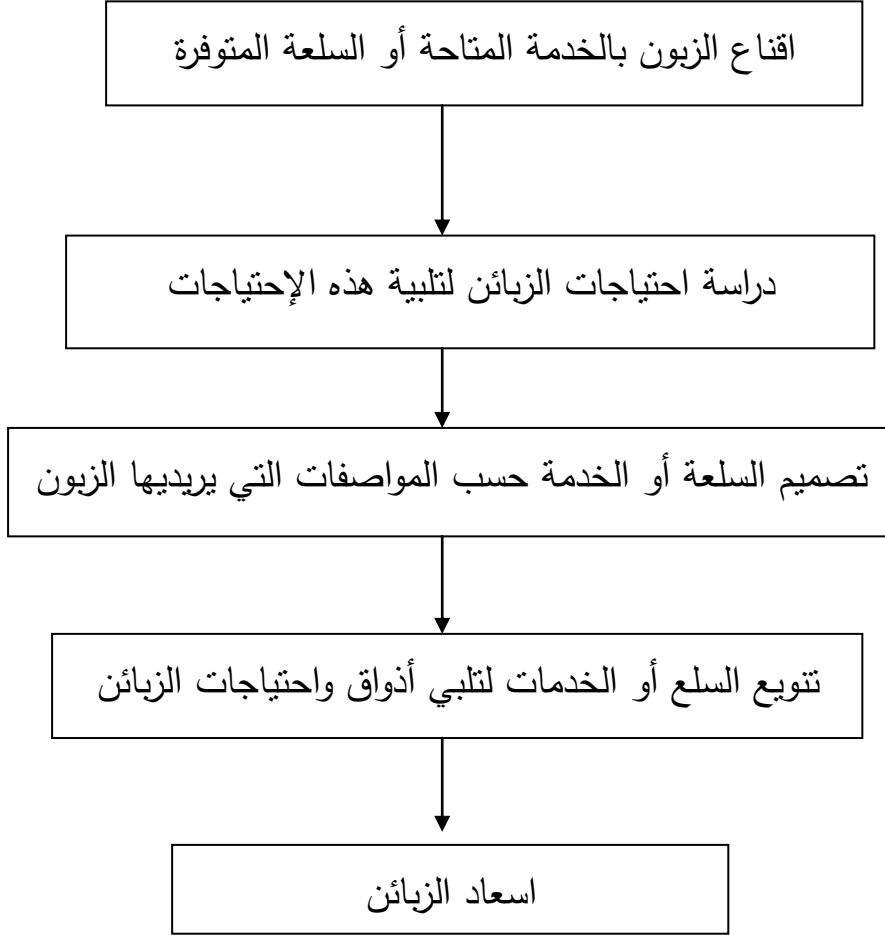 اقناع الزبون بالخدمة المتاحة أو السلعة المتوفرة
دراسة احتياجات الزبائن لتلبية هذه الإحتياجات
تصميم السلعة أو الخدمة حسب المواصفات التي يريديها الزبون
تنويع السلع أو الخدمات لتلبي أذواق واحتياجات الزبائن
اسعاد الزبائن